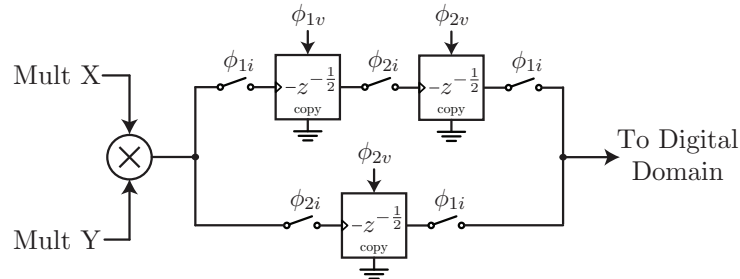 ϕ1v ϕ2v
ϕ1i ϕ2i ϕ1i
Mult X
-z^{-1/2} -z^{-1/2}
copy copy
To Digital
Domain
ϕ2v
ϕ2i ϕ1i
-z^{-1/2}
Mult Y
copy